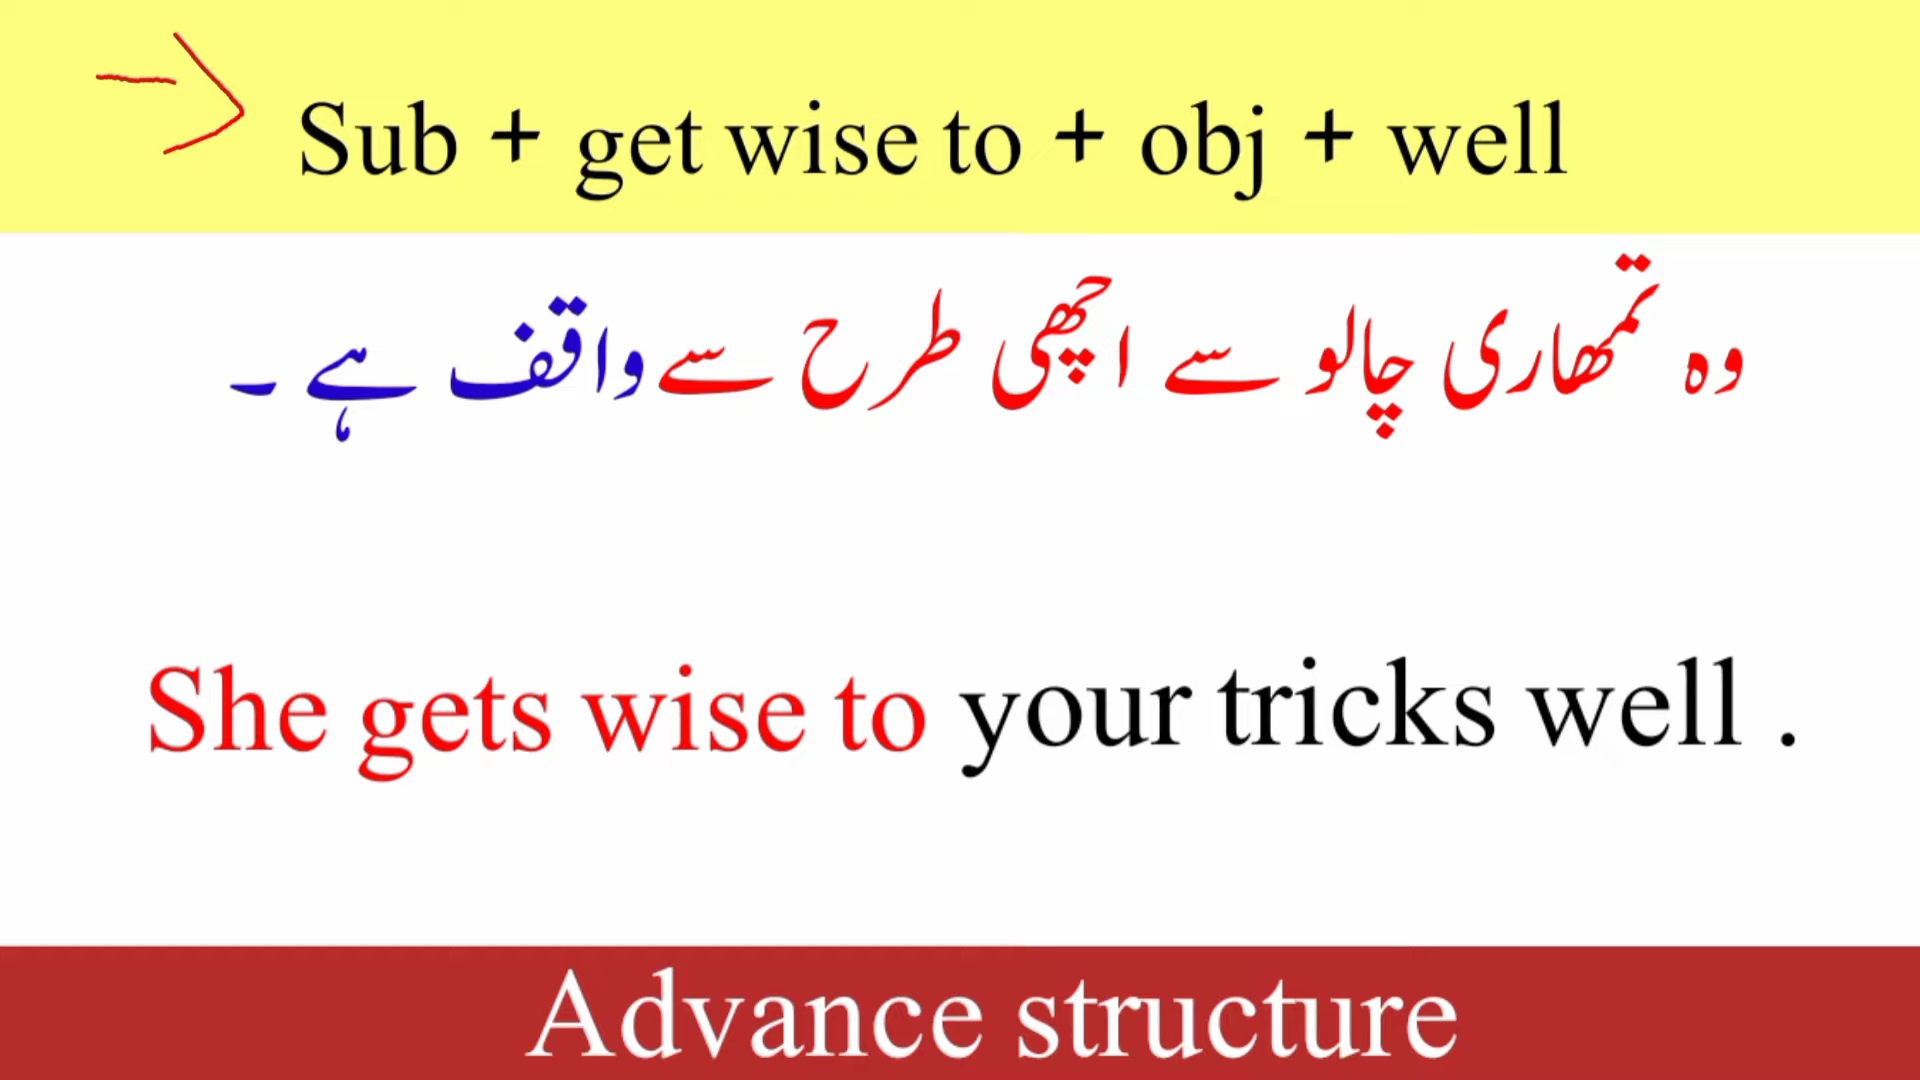 Sub + get wise to + obj + well
وہ تمھاری چالو سے اچھی طرح سے واقف ہے ۔
She gets wise to your tricks well .
Advance structure